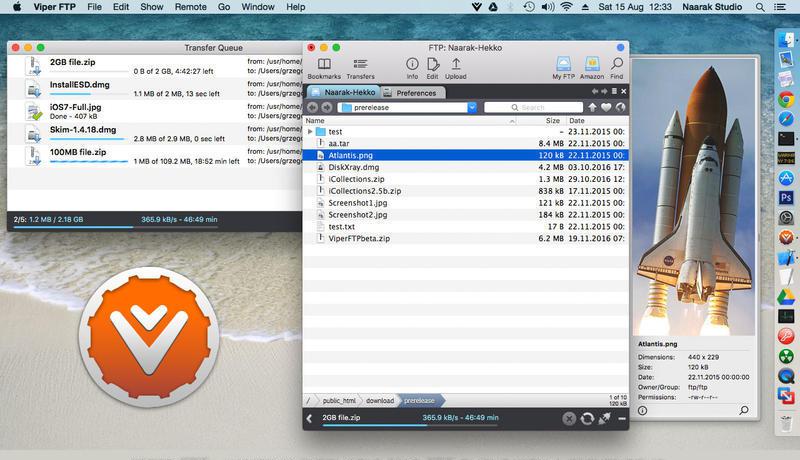 Viper FTP File Edit Show Remote Go Window Help Sat 15 Aug 12:33 Naarak Studio
Transfer Queue
2GB file.zip
0 B of 2 GB, 4:42:27 left
from: /usr/home/
to: /Users/grzego
InstallESD.dmg
1.1 MB of 2 MB, 13 sec left
from: /usr/home/
to: /Users/grzego
iOS7-Full.jpg
Done - 407 kB
from: /usr/home/
to: /Users/grzego
Skim-1.4.18.dmg
2.8 MB of 2.9 MB, 0 sec left
from: /usr/home/
to: /Users/grzego
100MB file.zip
1 MB of 109.2 MB, 18:52 min left
from: /usr/home/
to: /Users/grzego
2/5: 1.2 MB / 2.18 GB 365.9 kB/s - 46:49 min
FTP: Naarak-Hekko
Bookmarks Transfers Info Edit Upload My FTP Amazon Find
Naarak-Hekko Preferences
prerelease Search
Name Size Date
test – 23.11.2015 00:
aa.tar 8.4 MB 22.11.2015 00:
Atlantis.png 120 kB 22.11.2015 00:
DiskXray.dmg 4.2 MB 03.10.2016 17:
iCollections.zip 1.3 MB 29.10.2016 12:
iCollections2.5b.zip 838 kB 17.11.2015 00:
Screenshot1.jpg 121 kB 22.11.2015 00:
Screenshot2.jpg 184 kB 22.11.2015 00:
test.txt 17 B 22.11.2015 00:
ViperFTPbeta.zip 6.2 MB 19.11.2016 07:
/ public_html download prerelease
1 of 10
120 kB
2GB file.zip 365.9 kB/s - 46:49 min
Atlantis.png
Dimensions: 440 x 229
Size: 120 kB
Date: 22.11.2015 00:00:00
Owner/Group: ftp/ftp
Permissions: -rw-r--r--
Ps